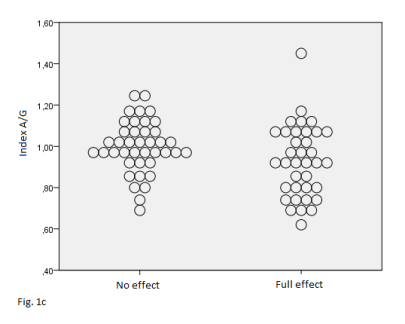 1,60
1,40
1,20
1,00
,80
,60
,40
Index A/G
No effect
Full effect
Fig. 1c